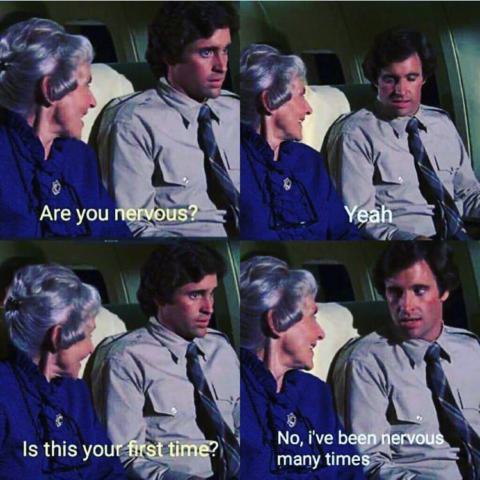 Are you nervous?
Yeah
Is this your first time?
No, i've been nervous
many times